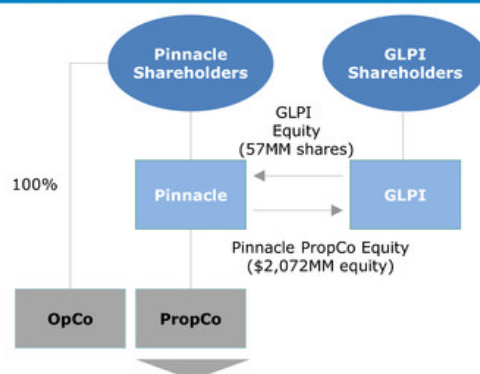 Pinnacle
Shareholders
GLPI
Shareholders
GLPI
Equity
(57MM shares)
100%
Pinnacle
GLPI
Pinnacle PropCo Equity
($2,072MM equity)
OpCo
PropCo